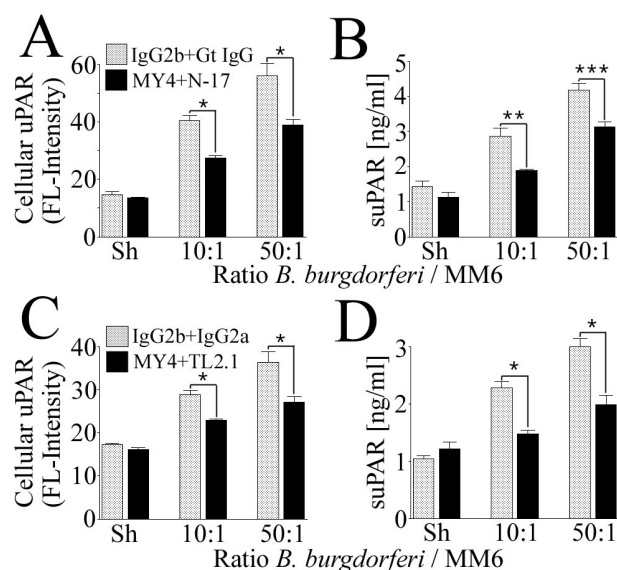 A
IgG2b+Gt IgG
MY4+N-17
Cellular uPAR
(FL-Intensity)
60
40
20
0
*
*
Sh 10:1 50:1
B
suPAR [ng/ml]
5
4
3
2
1
0
**
***
Sh 10:1 50:1
Ratio B. burgdorferi / MM6
C
IgG2b+IgG2a
MY4+TL2.1
Cellular uPAR
(FL-Intensity)
40
30
20
10
0
*
*
Sh 10:1 50:1
D
suPAR [ng/ml]
3
2
1
0
*
*
Sh 10:1 50:1
Ratio B. burgdorferi / MM6